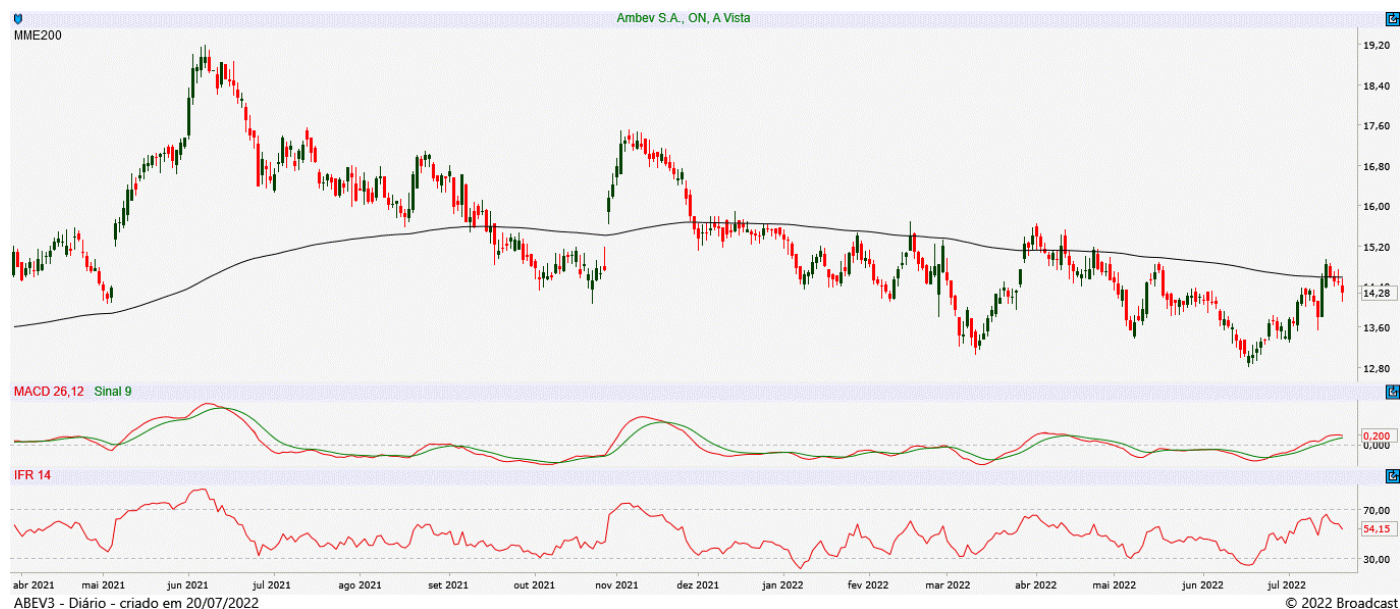 Ambev S.A., ON, A Vista
MME200
19,20
18,40
17,60
16,80
16,00
15,20
14,28
13,60
12,80
MACD 26,12 Sinal 9
0,200
0,000
IFR 14
70,00
54,15
30,00
abr 2021 mai 2021 jun 2021 jul 2021 ago 2021 set 2021 out 2021 nov 2021 dez 2021 jan 2022 fev 2022 mar 2022 abr 2022 mai 2022 jun 2022 jul 2022
ABEV3 - Diário - criado em 20/07/2022 © 2022 Broadcast